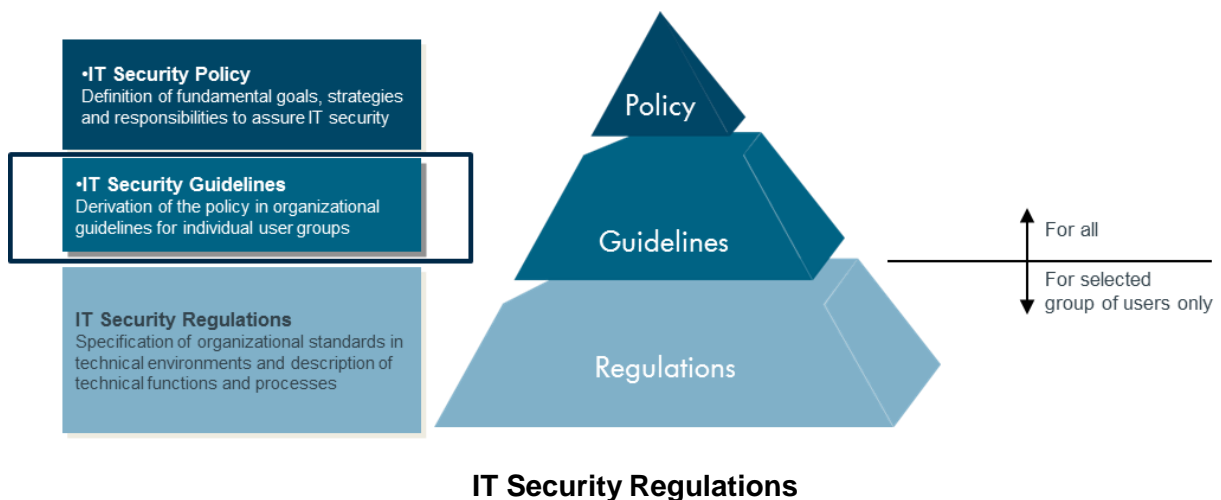 •IT Security Policy
Definition of fundamental goals, strategies
and responsibilities to assure IT security
•IT Security Guidelines
Derivation of the policy in organizational
guidelines for individual user groups
IT Security Regulations
Specification of organizational standards in
technical environments and description of
technical functions and processes
Policy
Guidelines
Regulations
For all
For selected
group of users only
IT Security Regulations